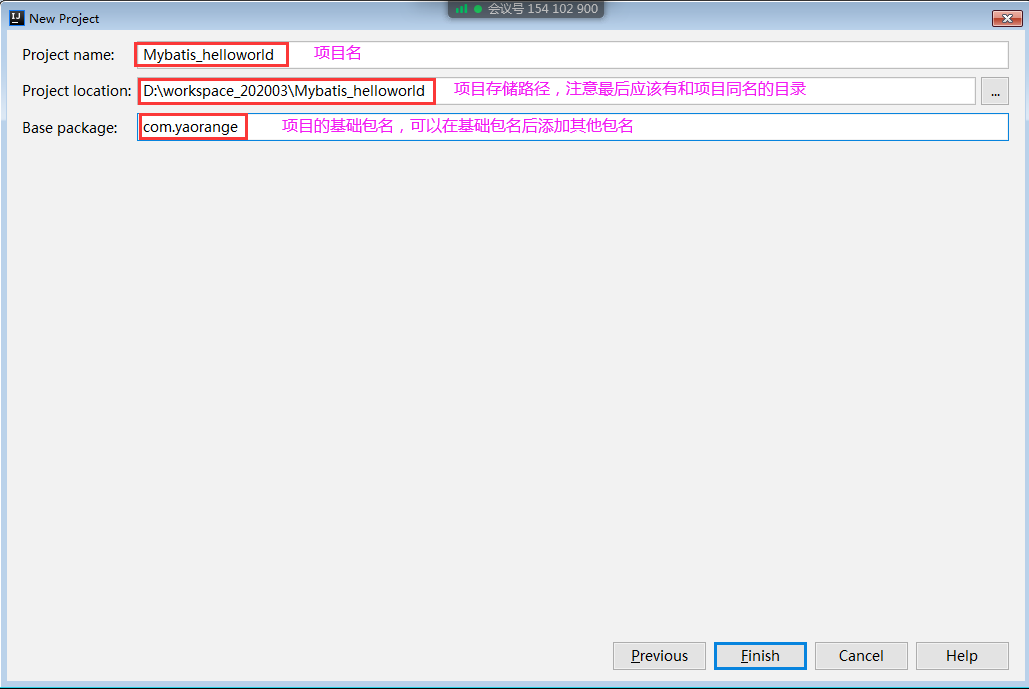 会议号 154 102 900
New Project
Project name: Mybatis_helloworld 项目名
Project location: D:\workspace_202003\Mybatis_helloworld 项目存储路径，注意最后应该有和项目同名的目录 ...
Base package: com.yaorange 项目的基础包名，可以在基础包名后添加其他包名
Previous Finish Cancel Help